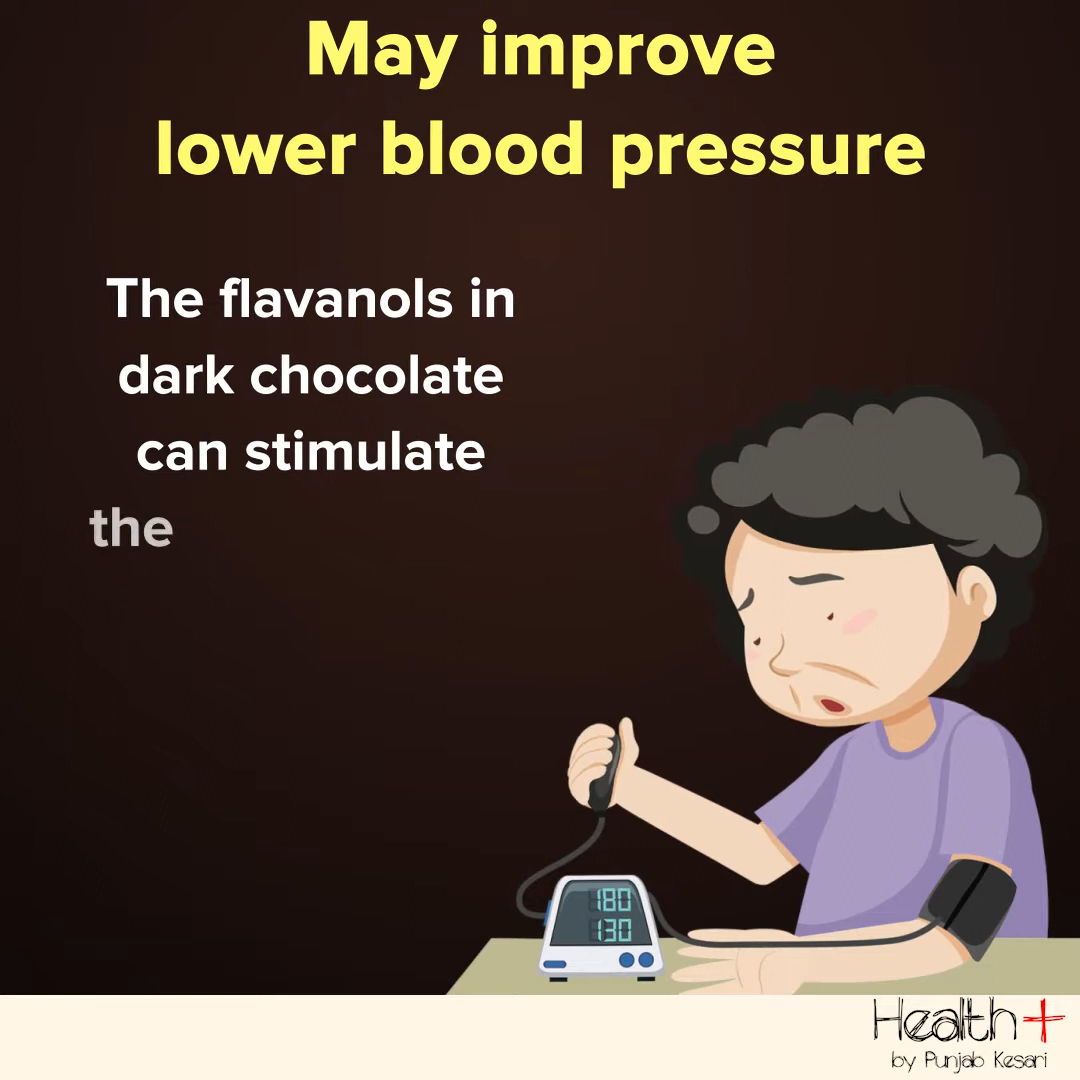 May improve
lower blood pressure
The flavanols in
dark chocolate
can stimulate
the
180
130
Health+
by Punjab Kesari